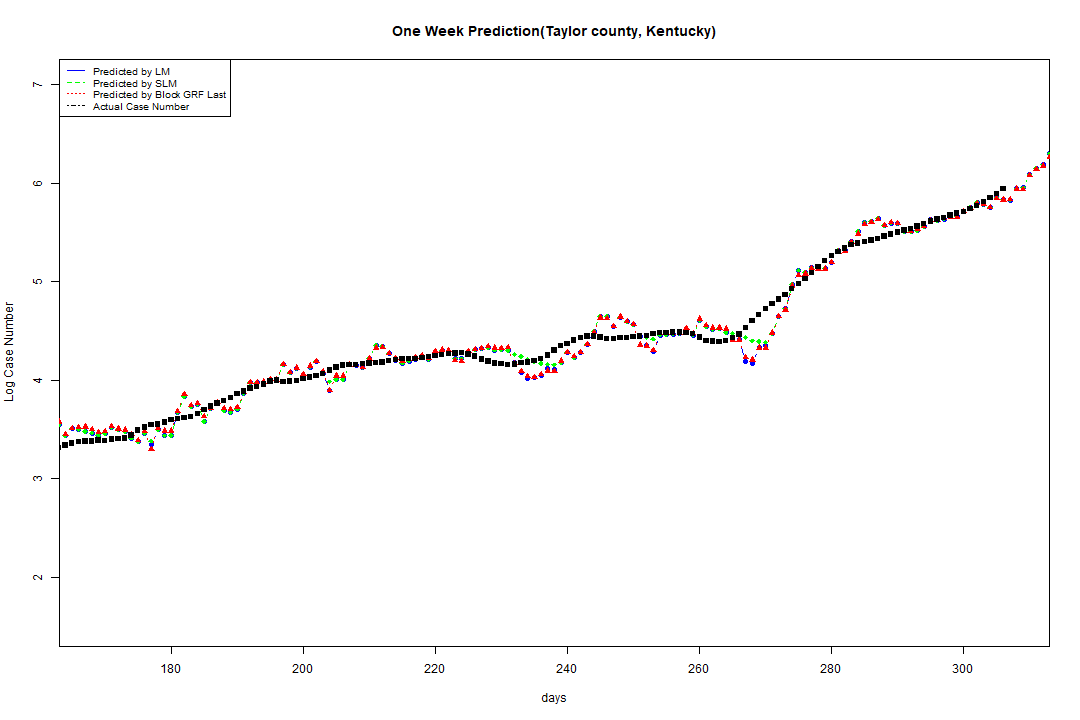 One Week Prediction(Taylor county, Kentucky)
Predicted by LM
Predicted by SLM
Predicted by Block GRF Last
Actual Case Number
7
6
5
4
3
2
Log Case Number
180 200 220 240 260 280 300
days